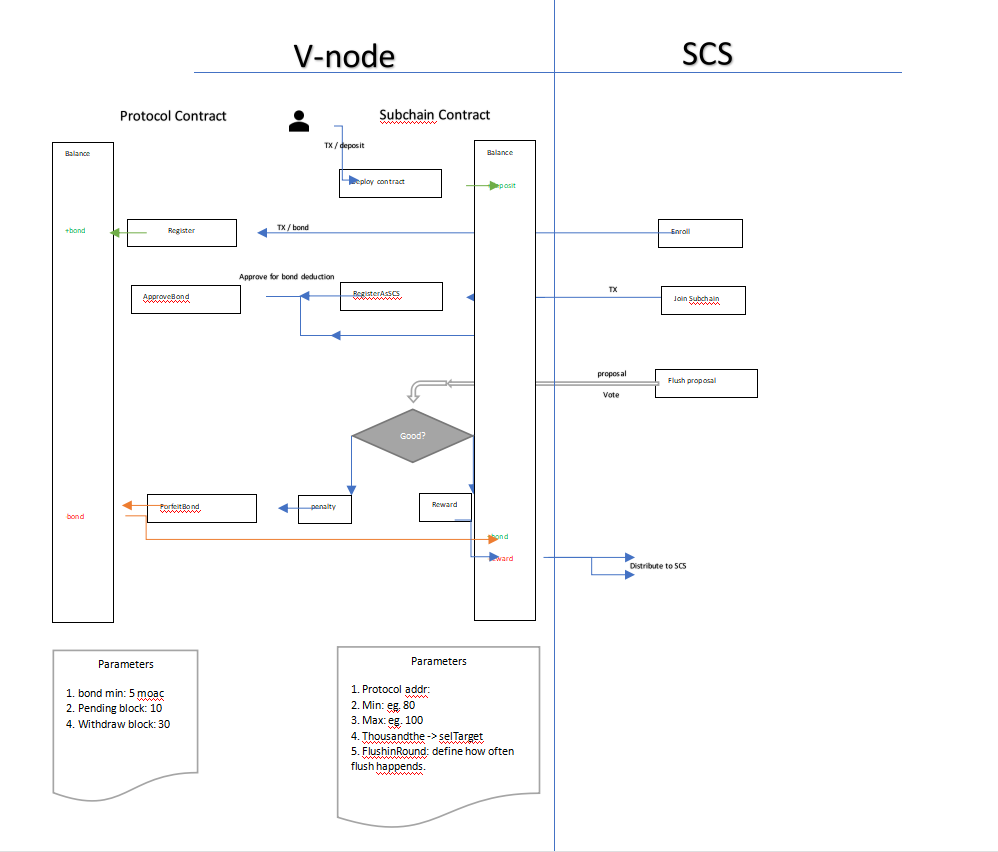 V-node
SCS
Protocol Contract
Subchain Contract
TX / deposit
Balance
Balance
eploy contract
posit
+bond
Register
TX / bond
Enroll
Approve for bond deduction
ApproveBond
RegisterAsSCS
TX
Join Subchain
proposal
Flush proposal
Vote
Good?
ForfeitBond
penalty
Reward
bond
bond
eward
Distribute to SCS
Parameters
1. bond min: 5 moac
2. Pending block: 10
4. Withdraw block: 30
Parameters
1. Protocol addr:
2. Min: eg. 80
3. Max: eg. 100
4. Thousandthe -> selTarget
5. FlushinRound: define how often
flush happends.